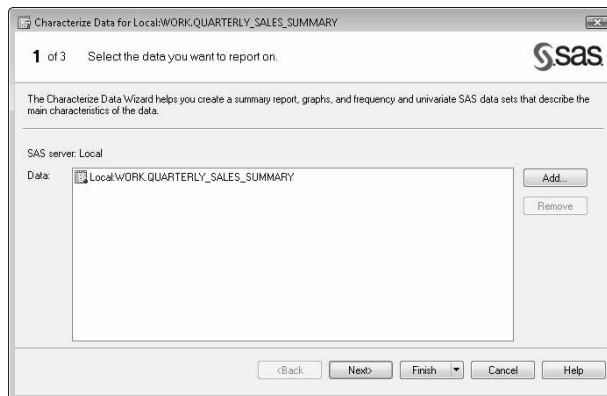 Characterize Data for Local:WORK.QUARTERLY_SALES_SUMMARY
1 of 3 Select the data you want to report on.
sas
The Characterize Data Wizard helps you create a summary report, graphs, and frequency and univariate SAS data sets that describe the
main characteristics of the data.
SAS server: Local
Data:
Local:WORK.QUARTERLY_SALES_SUMMARY
Add...
Remove
<Back
Next>
Finish
Cancel
Help